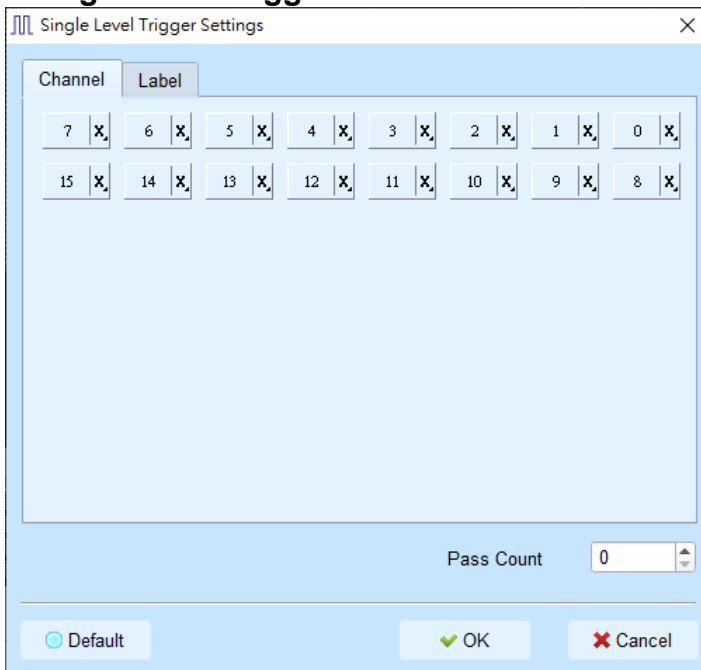 Single Level Trigger Settings
Channel Label
7 X 6 X 5 X 4 X 3 X 2 X 1 X 0 X
15 X 14 X 13 X 12 X 11 X 10 X 9 X 8 X
Pass Count 0
Default OK Cancel